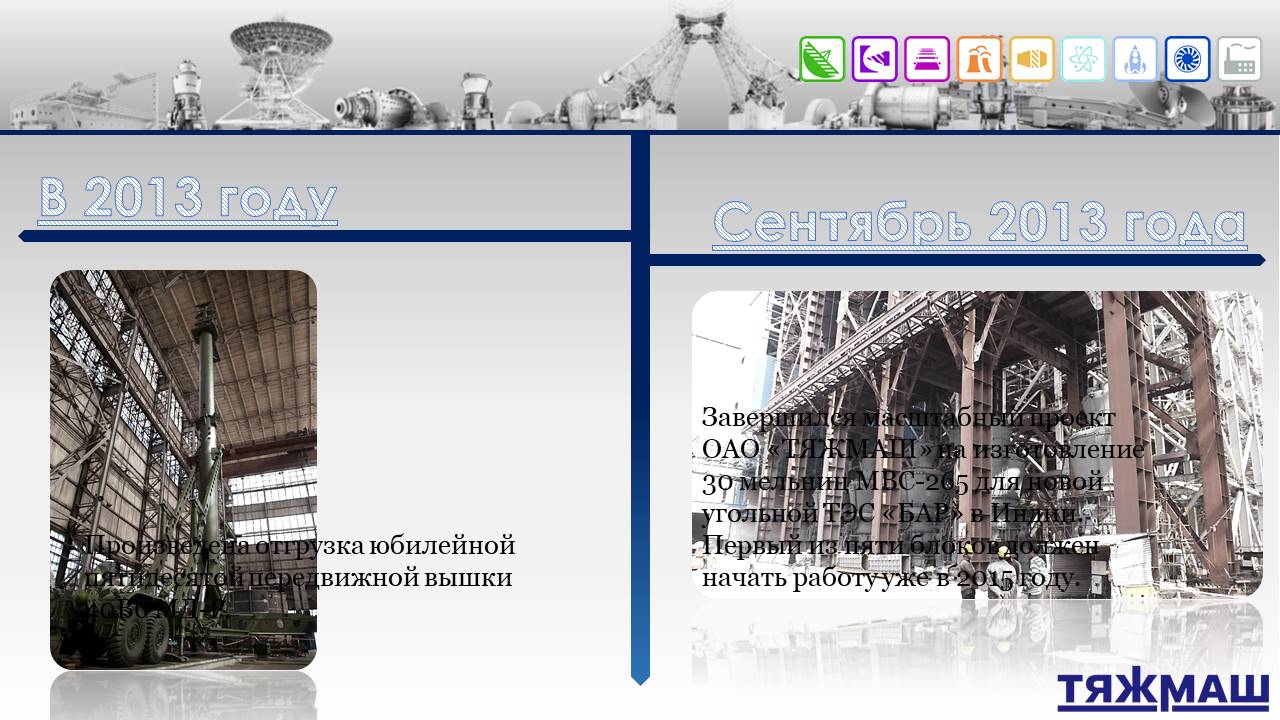 В 2013 году
Произведена отгрузка юбилейной
пятидесятой передвижной вышки
Сентябрь 2013 года
Завершился масштабный проект
ОАО «ТЯЖМАШ» на изготовление
30 мельниц МВС-265 для новой
угольной ТЭС «БАР» в Индии.
Первый из пяти блоков должен
начать работу уже в 2015 году.
ТЯЖМАШ